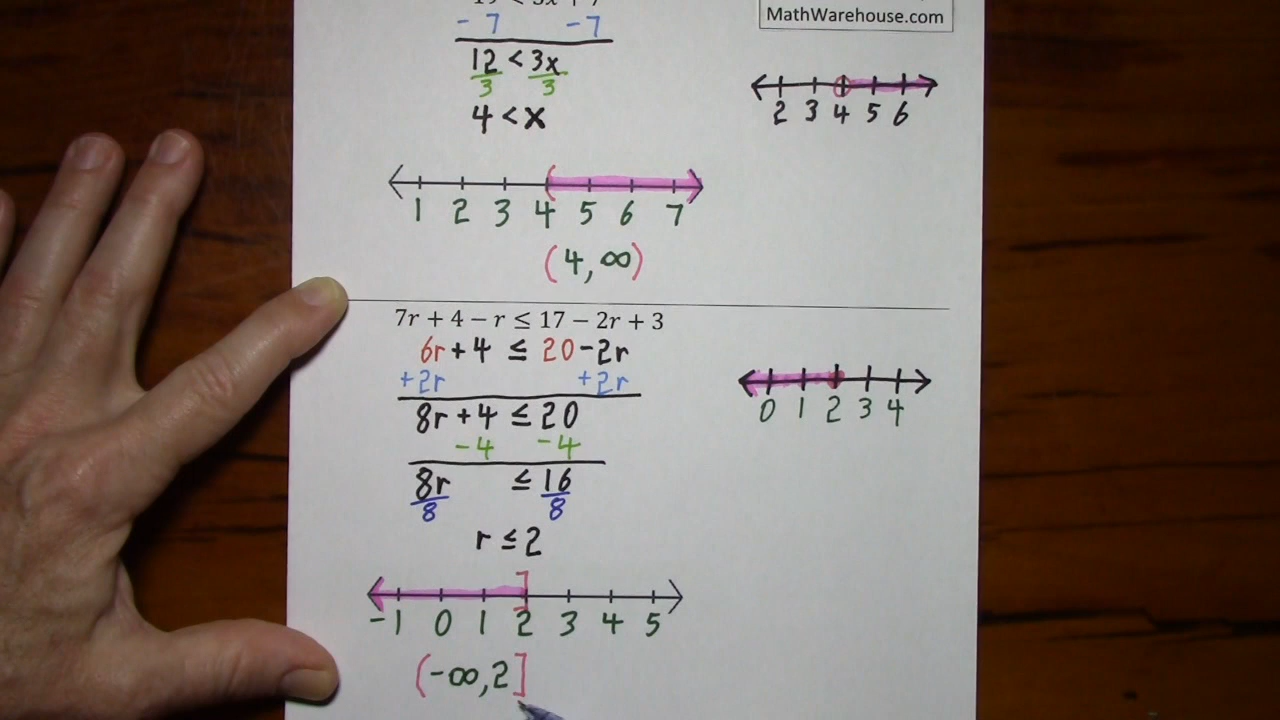 MathWarehouse.com
- 7 - 7
12 < 3x
3 3
4 < x
2 3 4 5 6
1 2 3 4 5 6 7
(4, ∞)
7r + 4 − r ≤ 17 − 2r + 3
6r + 4 ≤ 20 - 2r
+2r +2r
8r + 4 ≤ 20
-4 -4
8r ≤ 16
8 8
r ≤ 2
0 1 2 3 4
-1 0 1 2 3 4 5
(-∞, 2]